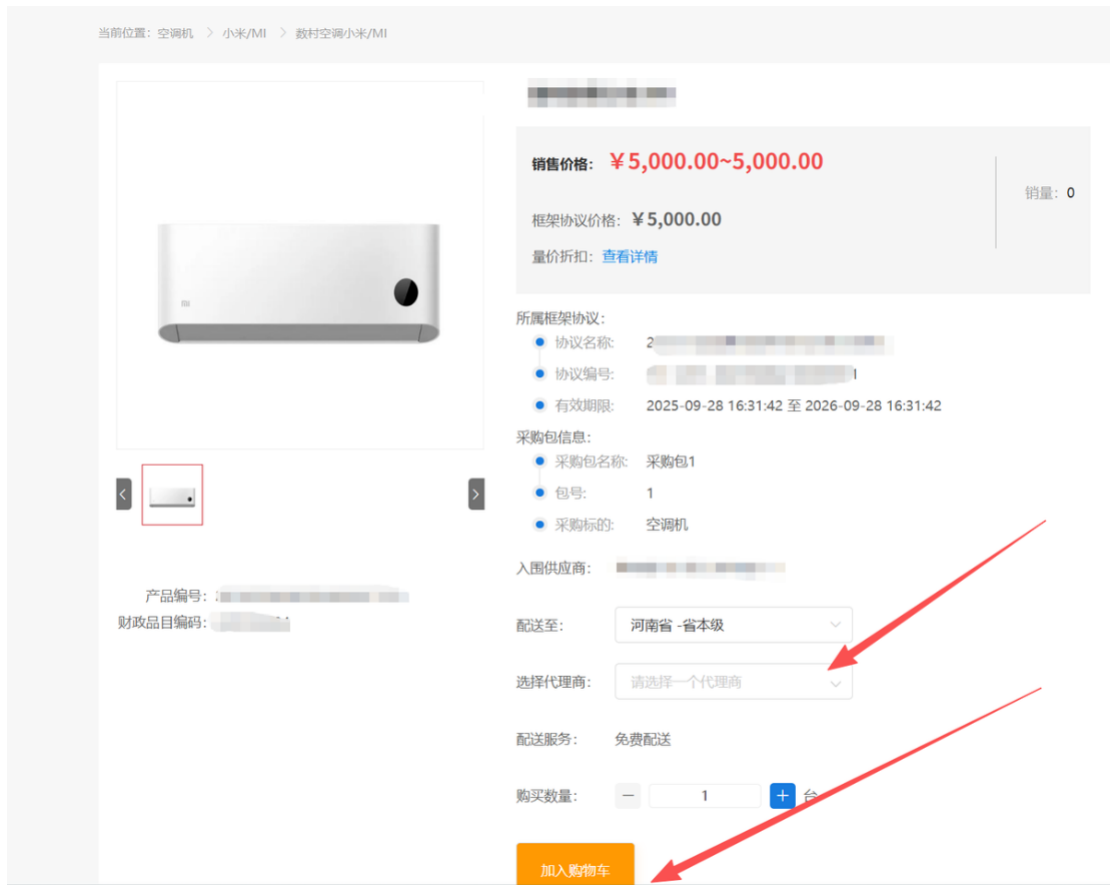 当前位置：空调机 > 小米/MI > 数村空调小米/MI
销售价格：￥5,000.00~5,000.00
销量：0
框架协议价格：￥5,000.00
量价折扣：查看详情
所属框架协议：
协议名称：2
协议编号：1
有效期限：2025-09-28 16:31:42 至 2026-09-28 16:31:42
采购包信息：
采购包名称：采购包1
包号：1
采购标的：空调机
入围供应商：
产品编号：
财政品目编码：
配送至：河南省 -省本级
选择代理商：请选择一个代理商
配送服务：免费配送
购买数量：− 1 + 台
加入购物车